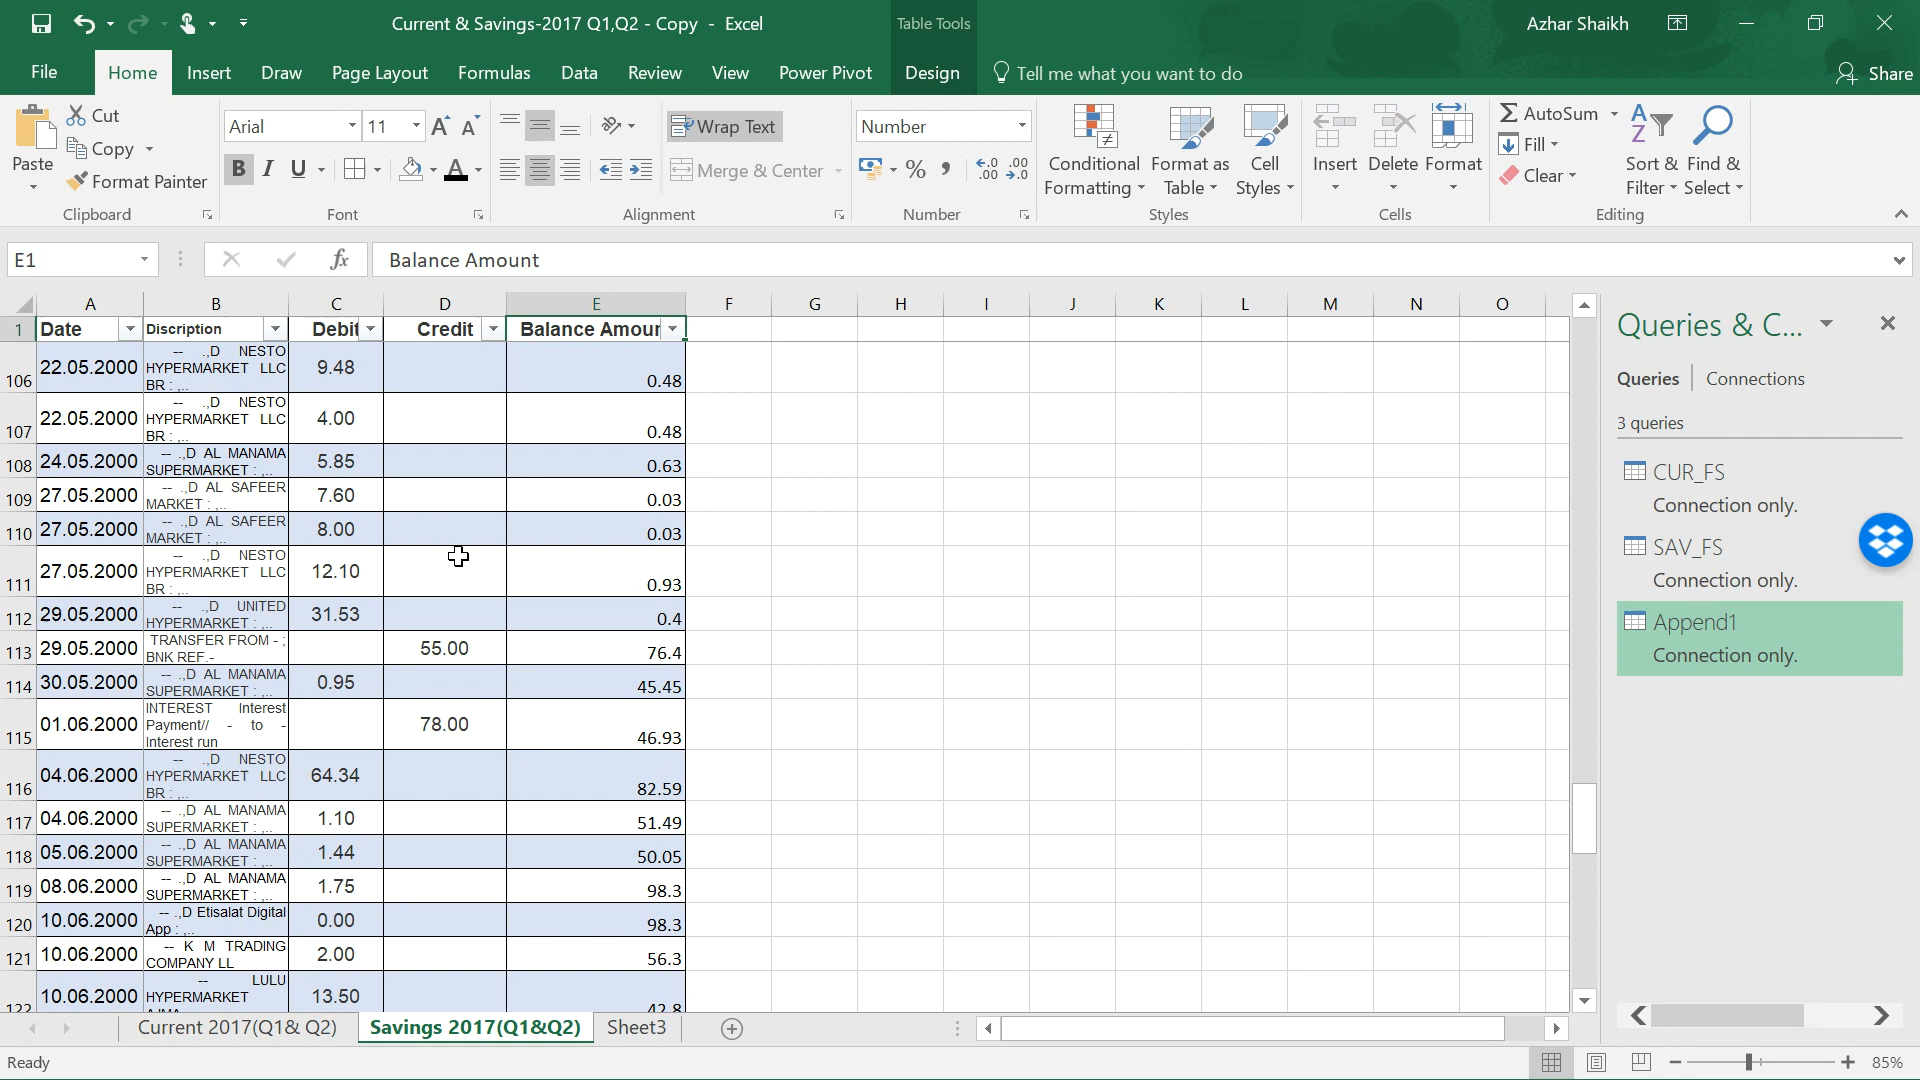 Current & Savings-2017 Q1,Q2 - Copy - Excel
Table Tools
Azhar Shaikh
File Home Insert Draw Page Layout Formulas Data Review View Power Pivot Design Tell me what you want to do Share
Paste
Cut
Copy
Format Painter
Clipboard
Arial 11
B I U
Font
Wrap Text
Merge & Center
Alignment
Number
%
Number
Conditional Formatting
Format as Table
Cell Styles
Styles
Insert Delete Format
Cells
AutoSum
Fill
Clear
Sort & Filter
Find & Select
Editing
E1 fx Balance Amount
A B C D E F G H I J K L M N O
1 Date Discription Debit Credit Balance Amour
106 22.05.2000 -- .,D NESTO HYPERMARKET LLC BR : ,.. 9.48 0.48
107 22.05.2000 -- .,D NESTO HYPERMARKET LLC BR : ,.. 4.00 0.48
108 24.05.2000 -- .,D AL MANAMA SUPERMARKET : ,.. 5.85 0.63
109 27.05.2000 -- .,D AL SAFEER MARKET : ,.. 7.60 0.03
110 27.05.2000 -- .,D AL SAFEER MARKET : ,.. 8.00 0.03
111 27.05.2000 -- .,D NESTO HYPERMARKET LLC BR : ,.. 12.10 0.93
112 29.05.2000 -- .,D UNITED HYPERMARKET : ,.. 31.53 0.4
113 29.05.2000 TRANSFER FROM - ; BNK REF.- 55.00 76.4
114 30.05.2000 -- .,D AL MANAMA SUPERMARKET : ,.. 0.95 45.45
115 01.06.2000 INTEREST Interest Payment// - to - Interest run 78.00 46.93
116 04.06.2000 -- .,D NESTO HYPERMARKET LLC BR : ,.. 64.34 82.59
117 04.06.2000 -- .,D AL MANAMA SUPERMARKET : ,.. 1.10 51.49
118 05.06.2000 -- .,D AL MANAMA SUPERMARKET : ,.. 1.44 50.05
119 08.06.2000 -- .,D AL MANAMA SUPERMARKET : ,.. 1.75 98.3
120 10.06.2000 -- .,D Etisalat Digital App : ,.. 0.00 98.3
121 10.06.2000 -- K M TRADING COMPANY LL 2.00 56.3
122 10.06.2000 -- LULU HYPERMARKET 13.50 42.8
Queries & C...
Queries Connections
3 queries
CUR_FS
Connection only.
SAV_FS
Connection only.
Append1
Connection only.
Current 2017(Q1& Q2) Savings 2017(Q1&Q2) Sheet3
Ready 85%